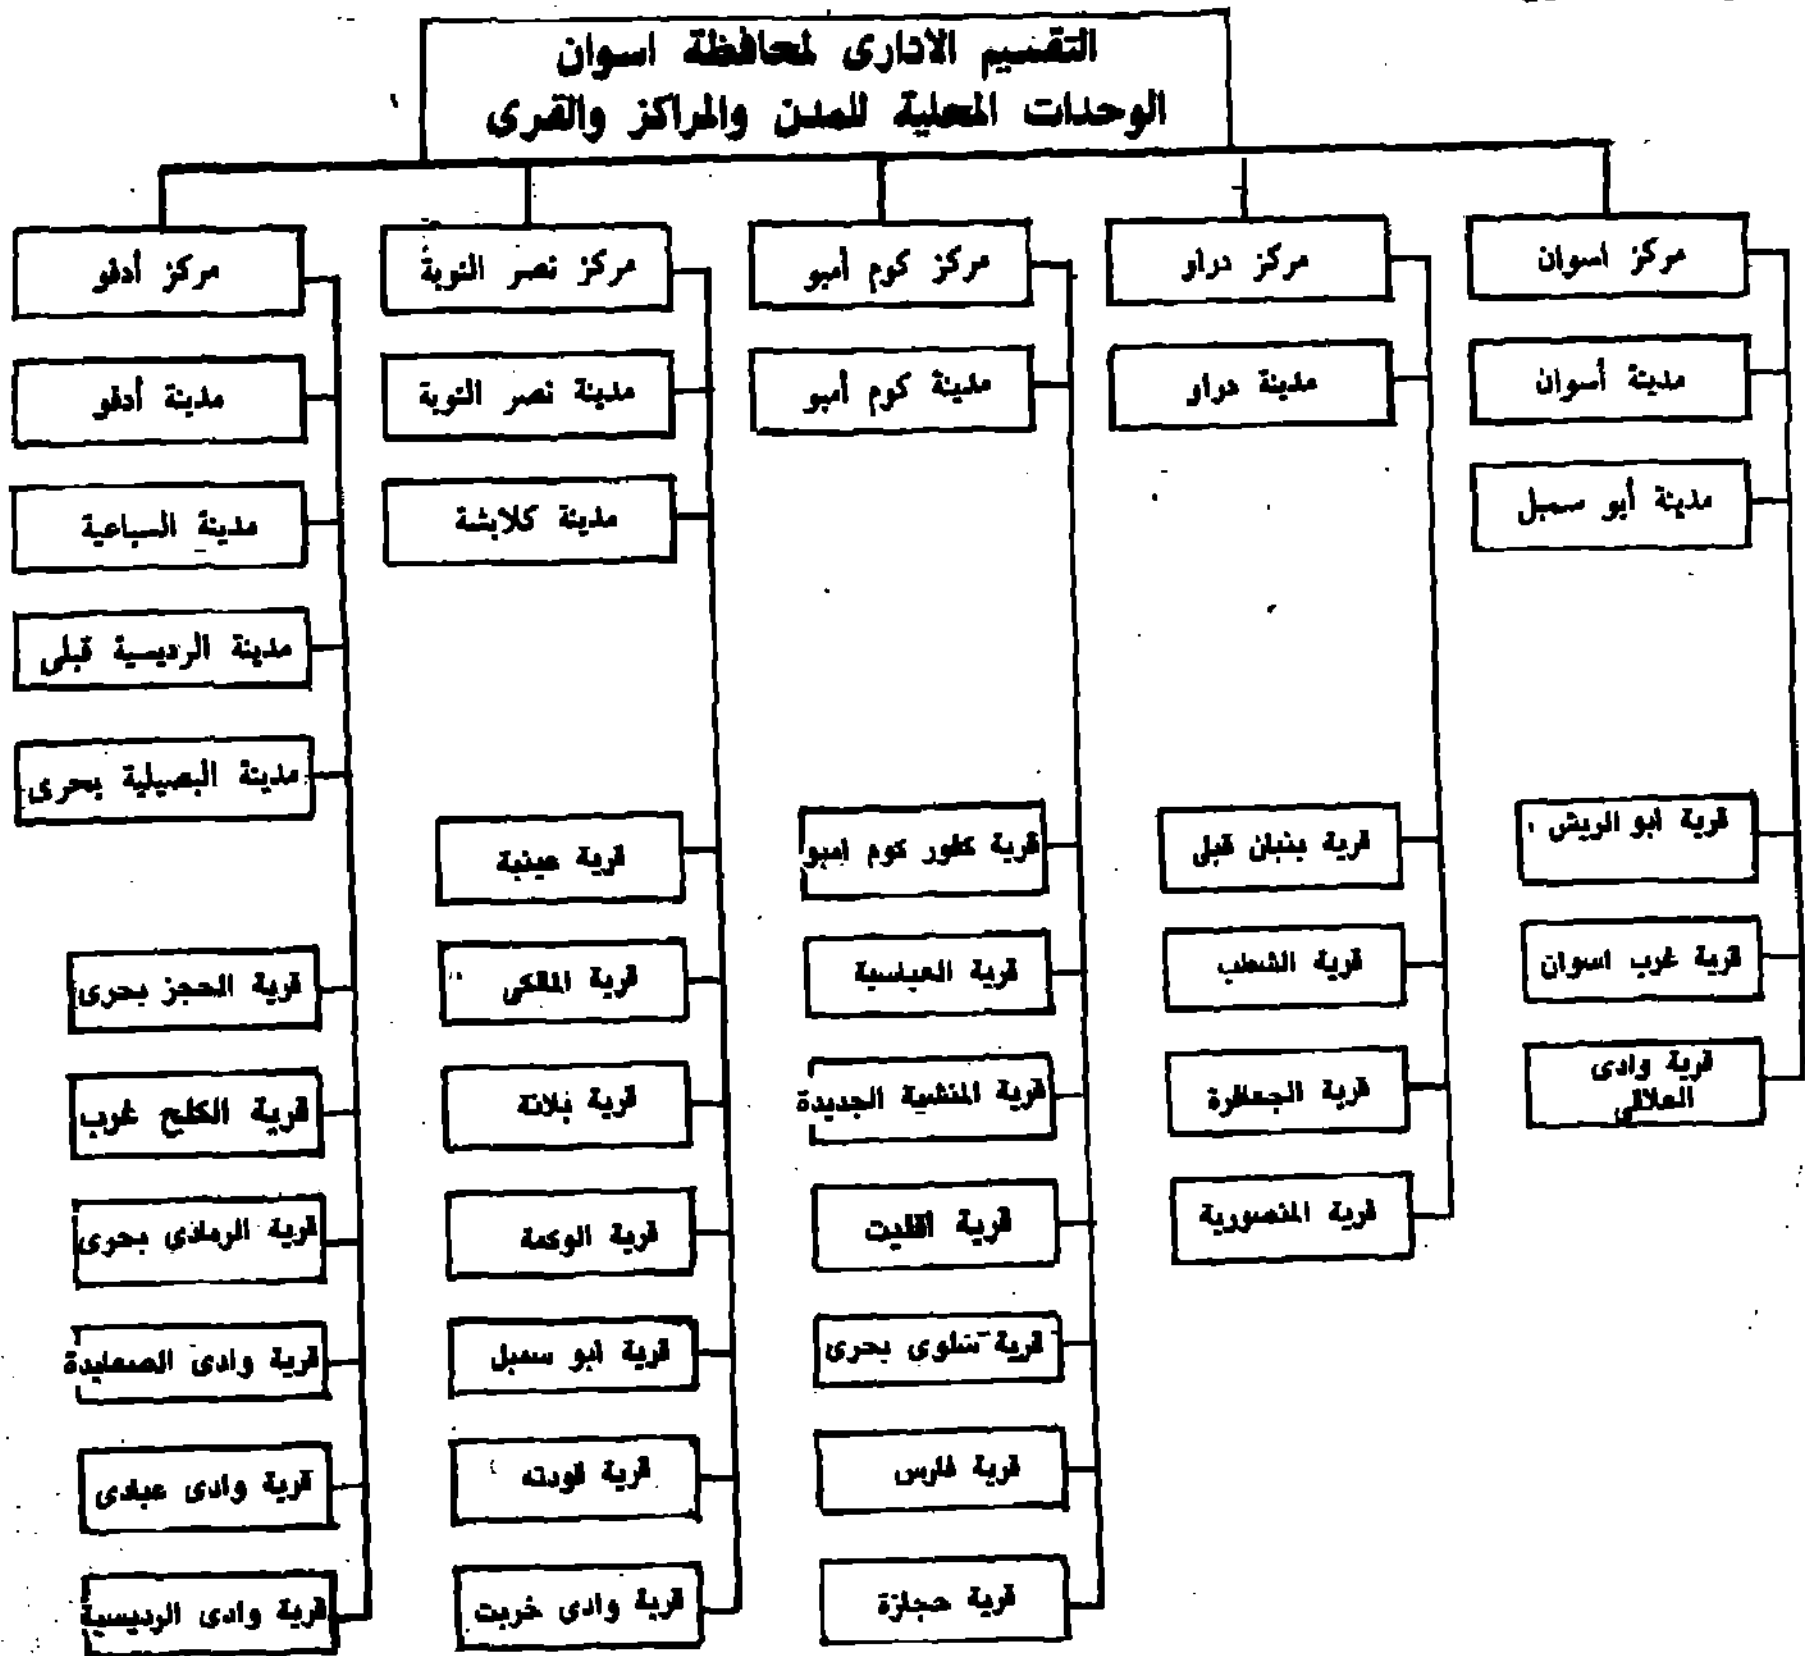 التقسيم الادارى لمحافظة اسوان
الوحدات المحلية للمدن والمراكز والقرى
مركز اسوان
مدينة أسوان
مدينة أبو سمبل
قرية ابو الريش
قرية غرب اسوان
قرية وادى
العلاقى
مركز دراو
مدينة دراو
قرية بنبان قبلى
قرية الشطب
قرية الجعافرة
قرية المنصورية
مركز كوم أمبو
مدينة كوم أمبو
قرية كلور كوم امبو
قرية العباسية
قرية المنشية الجديدة
قرية اقليت
قرية سلوى بحرى
قرية فارس
قرية حجازة
مركز نصر النوبة
مدينة نصر النوبة
مدينة كلابشة
قرية عينبة
قرية المالكى
قرية بلانة
قرية الوكمة
قرية ابو سمبل
قرية قورته
قرية وادى خريت
مركز أدفو
مدينة أدفو
مدينة السباعية
مدينة الرديسية قبلى
مدينة البصيلية بحرى
قرية الحجز بحرى
قرية الكلح غرب
قرية الرمادى بحرى
قرية وادى الصعايدة
قرية وادى عبادى
قرية وادى الرديسية